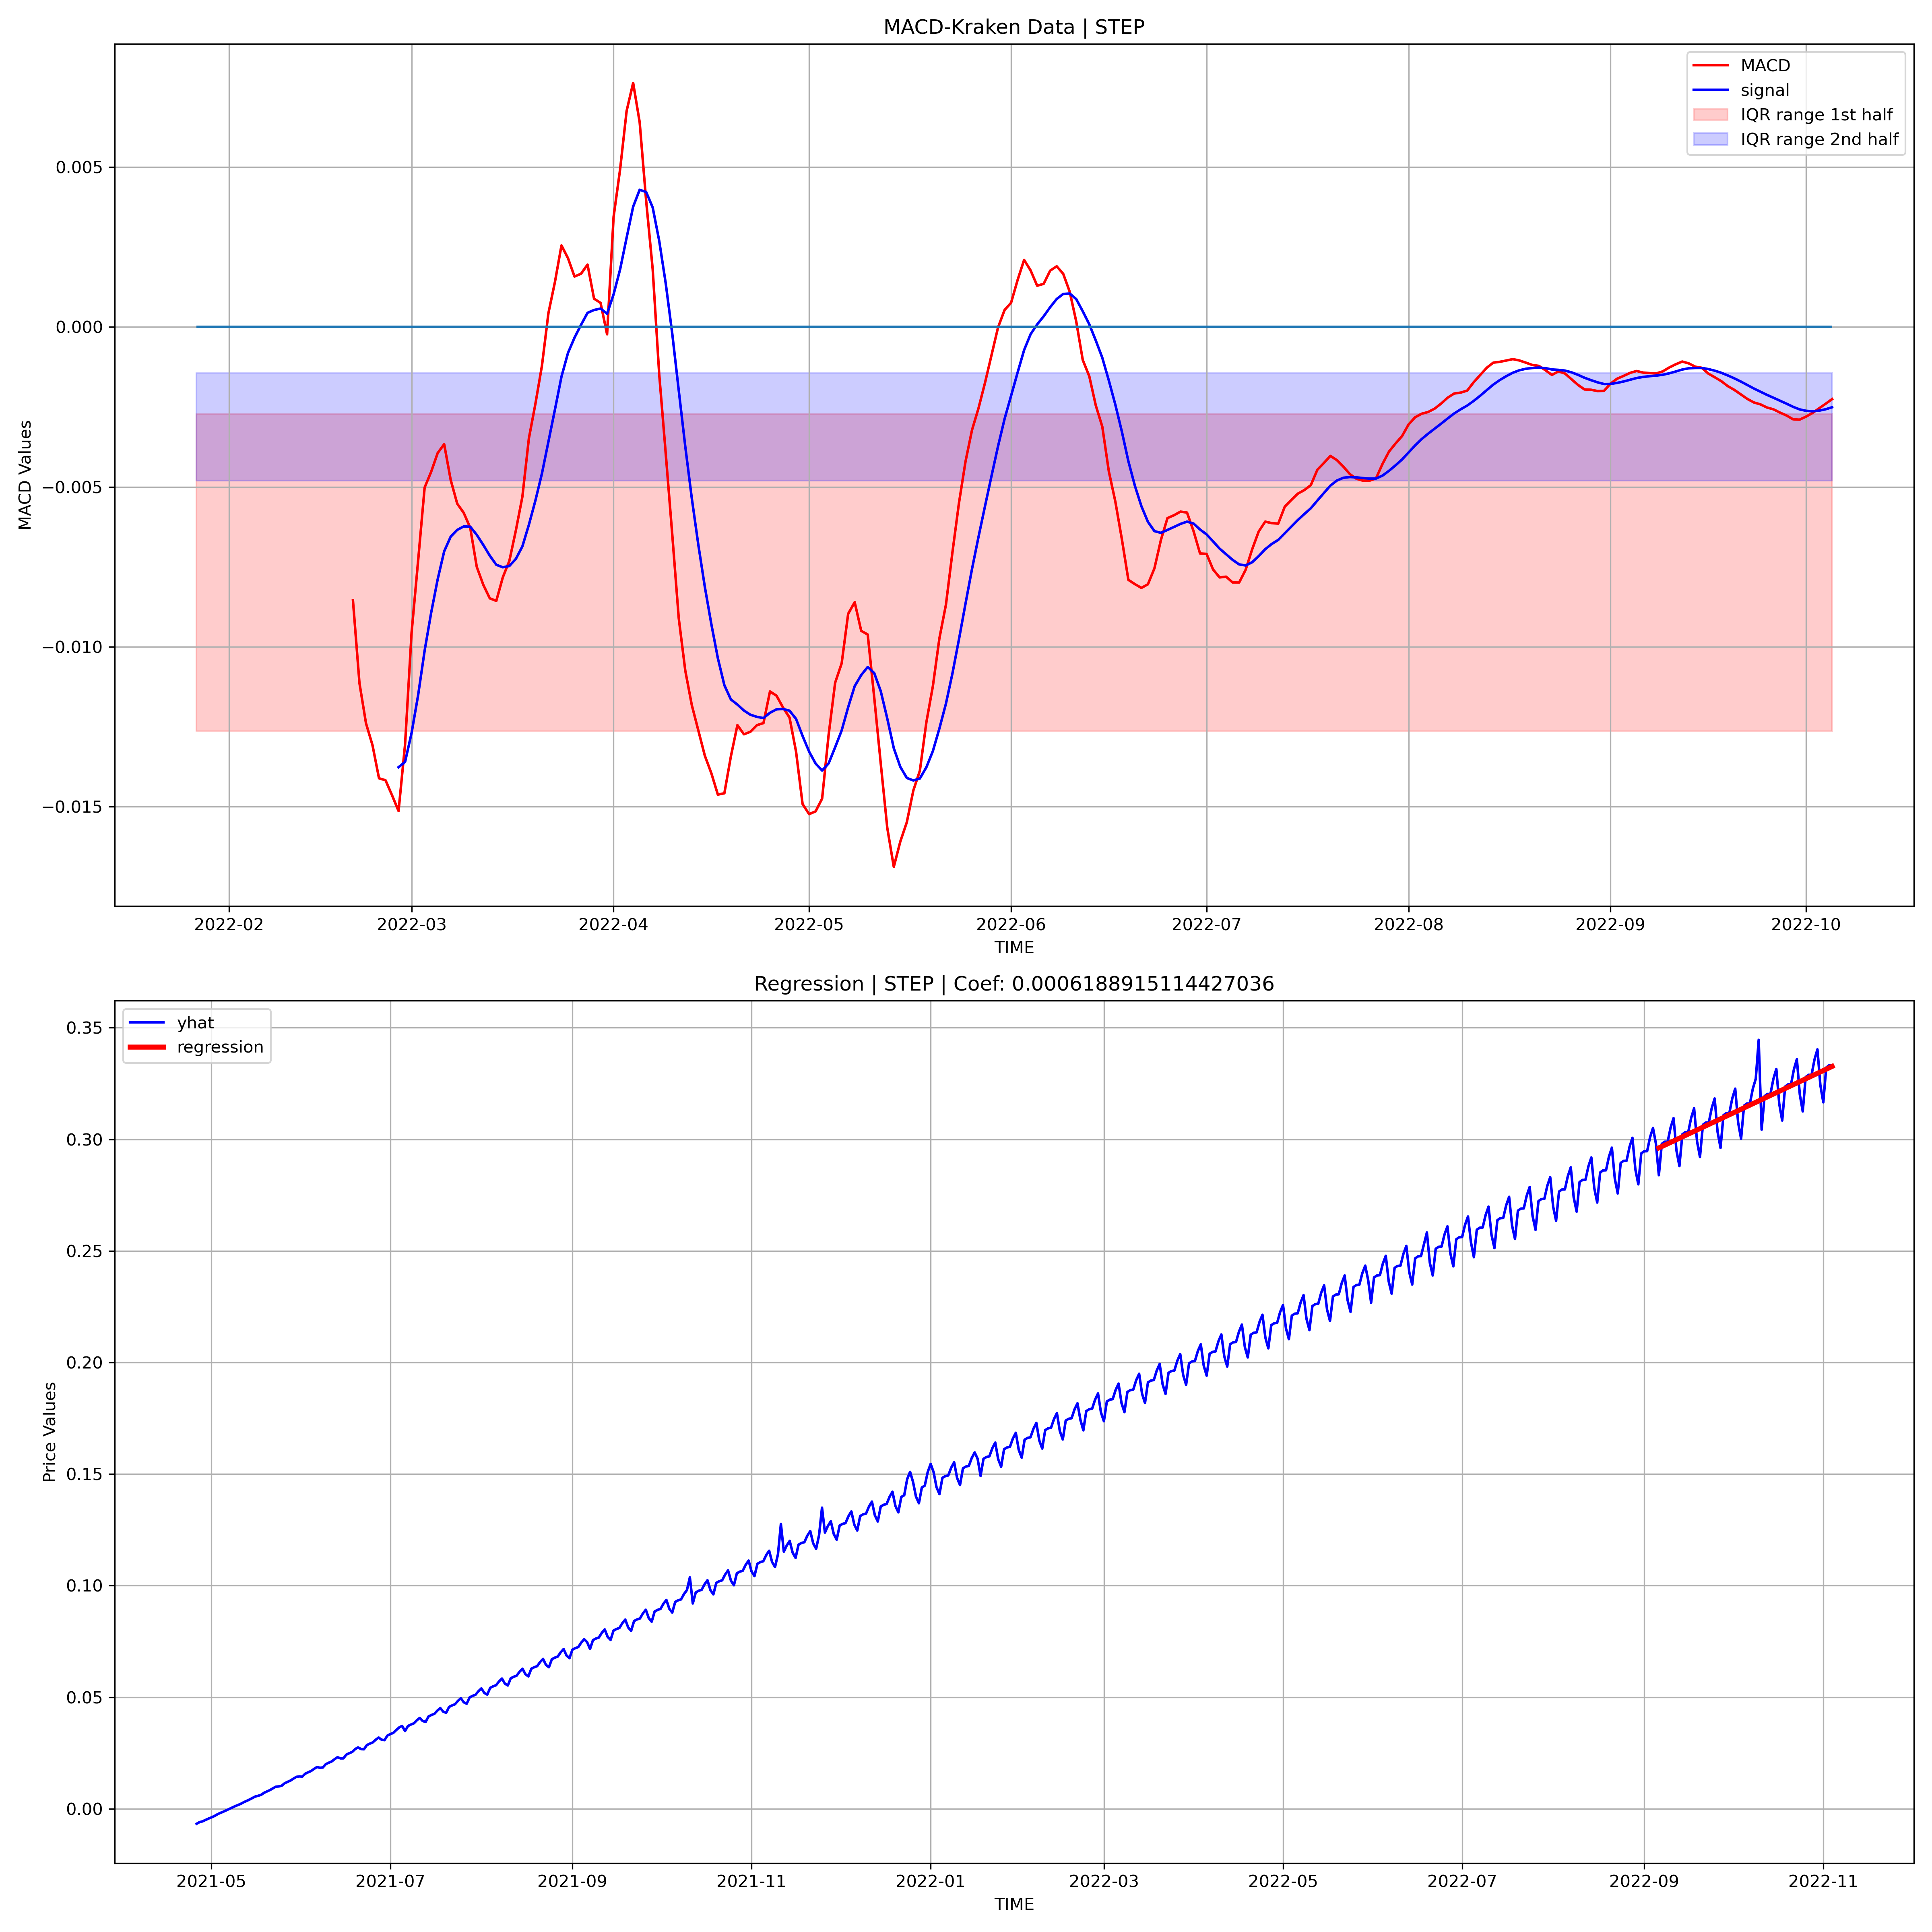 MACD-Kraken Data | STEP
MACD
signal
IQR range 1st half
IQR range 2nd half
MACD Values
0.005
0.000
−0.005
−0.010
−0.015
2022-02 2022-03 2022-04 2022-05 2022-06 2022-07 2022-08 2022-09 2022-10
TIME
Regression | STEP | Coef: 0.0006188915114427036
yhat
regression
Price Values
0.35
0.30
0.25
0.20
0.15
0.10
0.05
0.00
2021-05 2021-07 2021-09 2021-11 2022-01 2022-03 2022-05 2022-07 2022-09 2022-11
TIME